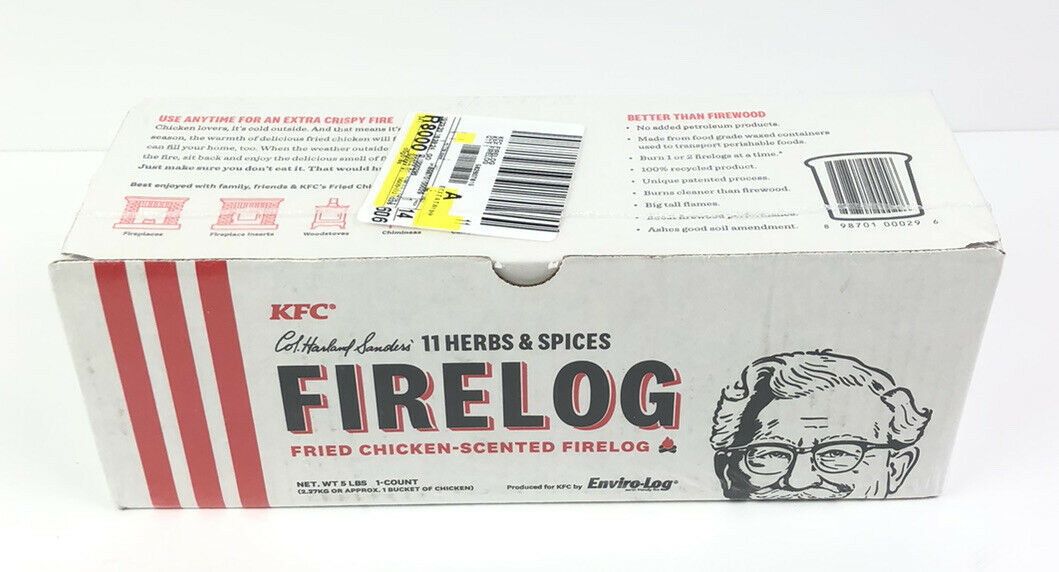 USE ANYTIME FOR AN EXTRA CRISPY FIRE
Chicken lovers, it's cold outside. And that means it's
season, the warmth of delicious fried chicken will
can fill your home, too. When the weather outside
the fire, sit back and enjoy the delicious smell of
Just make sure you don't eat it. That would
Best enjoyed with family, friends & KFC's Fried
Fireplaces
Fireplace Inserts
Woodstoves
Chimineas
A
14
606
11
BETTER THAN FIREWOOD
• No added petroleum products.
• Made from food grade waxed containers
used to transport perishable foods.
• Burn 1 or 2 firelogs at a time.*
• 100% recycled product.
• Unique patented process.
• Burns cleaner than firewood.
• Big tall flames.
• Ashes good soil amendment.
8 98701 00029 6
KFC®
Col. Harland Sanders' 11 HERBS & SPICES
FIRELOG
FRIED CHICKEN-SCENTED FIRELOG
NET. WT 5 LBS 1-COUNT
(2.27KG OR APPROX. 1 BUCKET OF CHICKEN)
Produced for KFC by Enviro-Log®